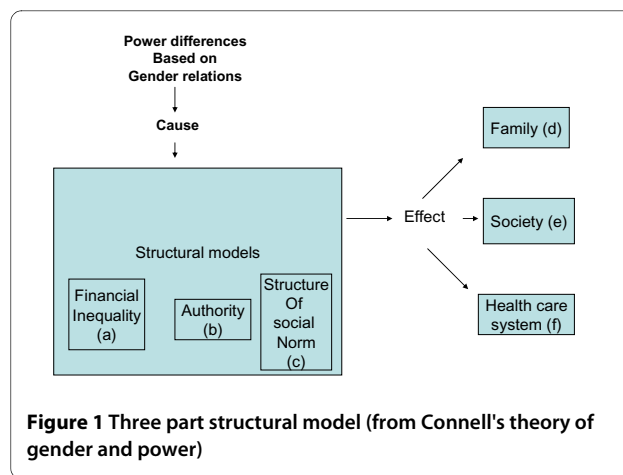 Power differences
Based on
Gender relations
Cause
Structural models
Financial
Inequality
(a)
Authority
(b)
Structure
Of
social
Norm
(c)
Effect
Family (d)
Society (e)
Health care
system (f)
Figure 1 Three part structural model (from Connell's theory of
gender and power)